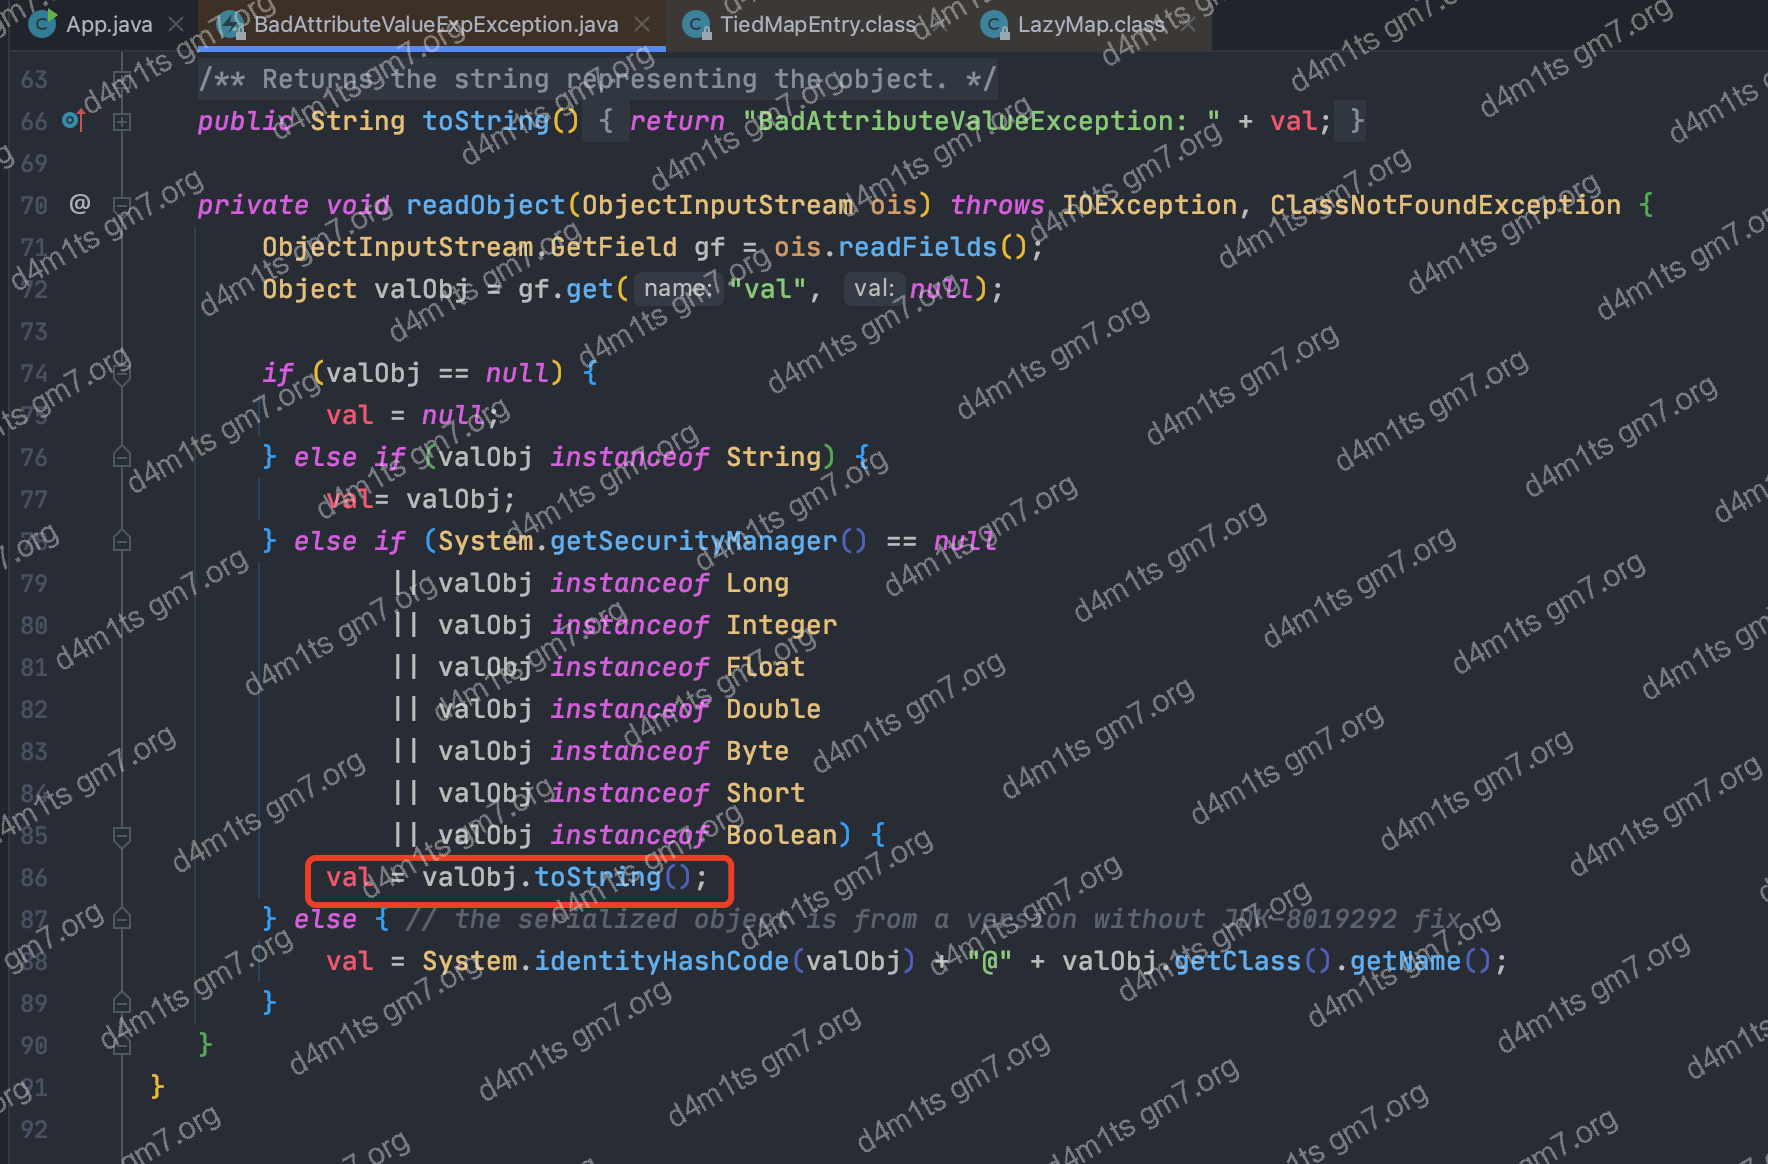 App.java
BadAttributeValueExpException.java
TiedMapEntry.class
LazyMap.class
63 /** Returns the string representing the object. */
66 public String toString() { return "BadAttributeValueException: " + val; }
69
70 @ private void readObject(ObjectInputStream ois) throws IOException, ClassNotFoundException {
71 ObjectInputStream.GetField gf = ois.readFields();
72 Object valObj = gf.get( name: "val", val: null);
73
74 if (valObj == null) {
75 val = null;
76 } else if (valObj instanceof String) {
77 val= valObj;
78 } else if (System.getSecurityManager() == null
79 || valObj instanceof Long
80 || valObj instanceof Integer
81 || valObj instanceof Float
82 || valObj instanceof Double
83 || valObj instanceof Byte
84 || valObj instanceof Short
85 || valObj instanceof Boolean) {
86 val = valObj.toString();
87 } else { // the serialized object is from a version without JDK-8019292 fix
88 val = System.identityHashCode(valObj) + "@" + valObj.getClass().getName();
89 }
90 }
91 }
92
d4m1ts gm7.org